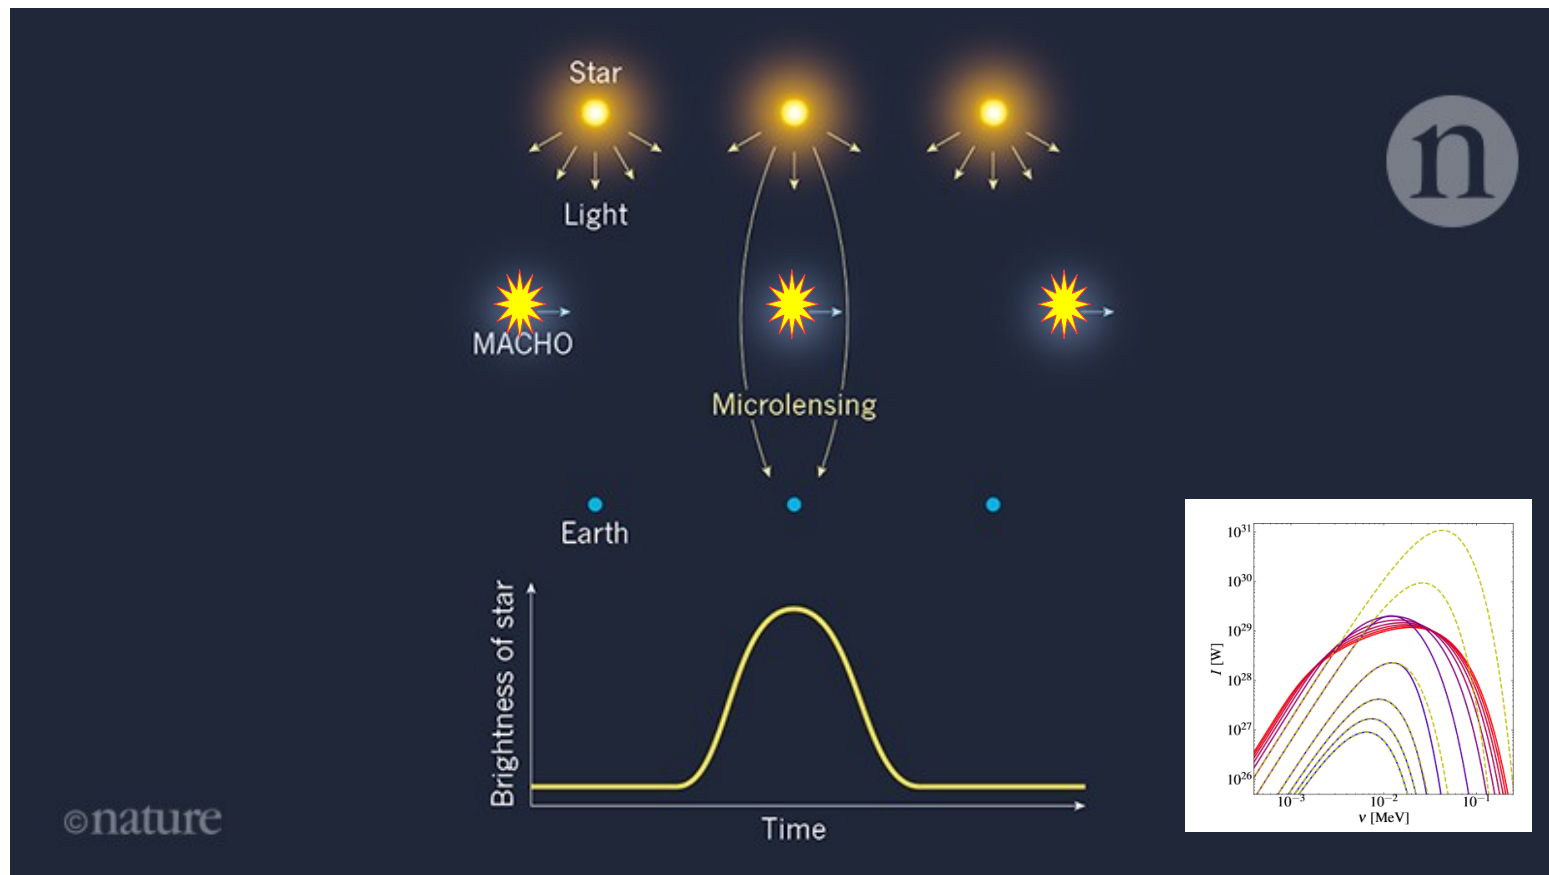 Star
Light
MACHO
Microlensing
Earth
Brightness of star
Time
n
©nature
10³¹
10³⁰
10²⁹
10²⁸
10²⁷
10²⁶
I [W]
10⁻³ 10⁻² 10⁻¹
ν [MeV]